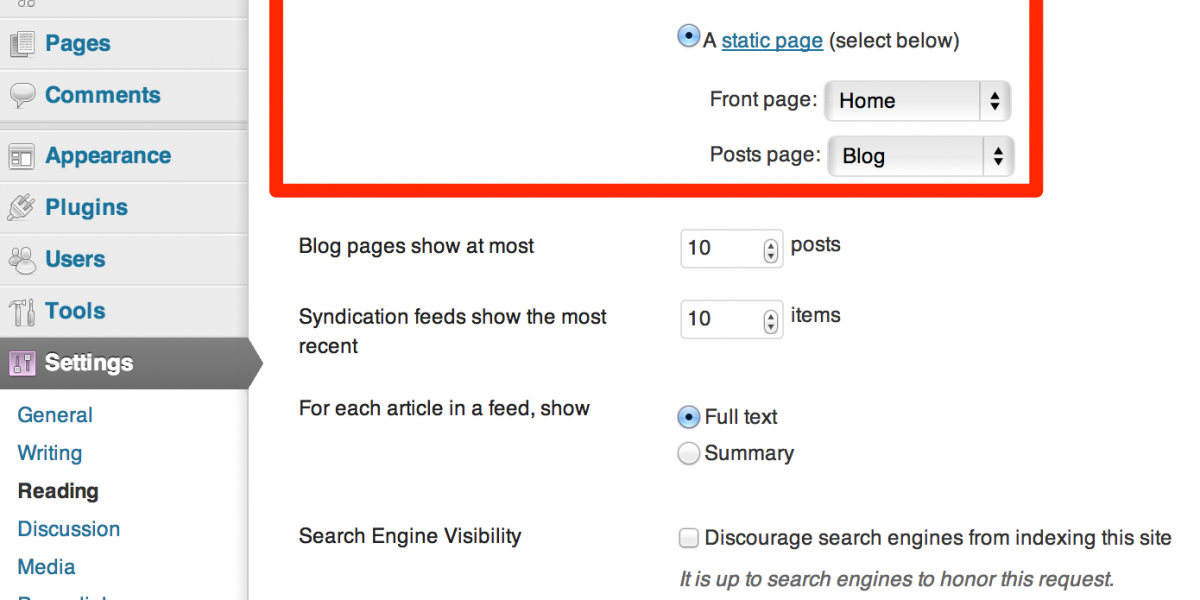 Pages
Comments
Appearance
Plugins
Users
Tools
Settings
General
Writing
Reading
Discussion
Media
A static page (select below)
Front page: Home
Posts page: Blog
Blog pages show at most 10 posts
Syndication feeds show the most
recent
10 items
For each article in a feed, show
Full text
Summary
Search Engine Visibility
Discourage search engines from indexing this site
It is up to search engines to honor this request.